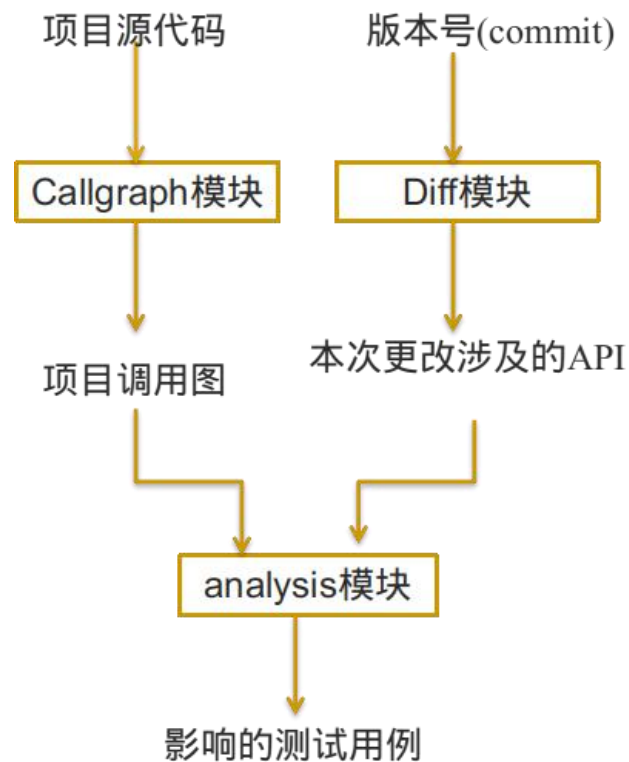 项目源代码
版本号(commit)
Callgraph模块
Diff模块
项目调用图
本次更改涉及的API
analysis模块
影响的测试用例